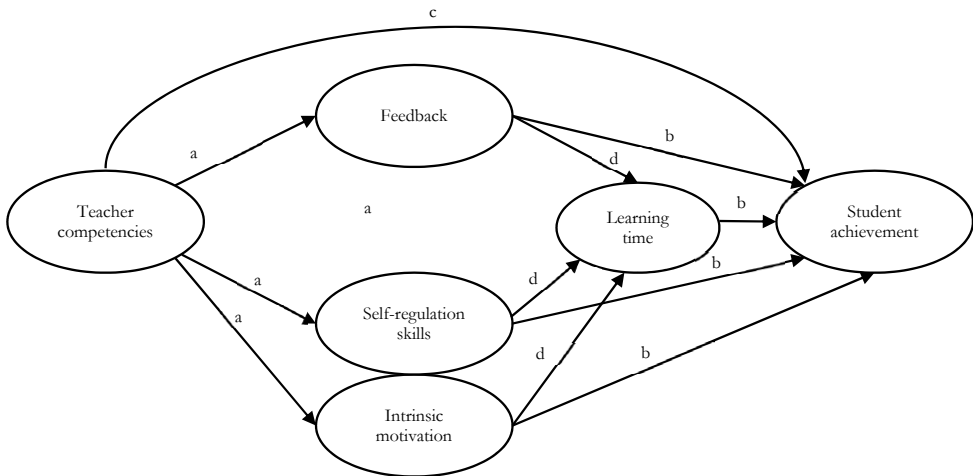 c
Feedback
b
a
d
a
Teacher
competencies
Learning
time
b
Student
achievement
a
d
b
Self-regulation
skills
a
d
b
Intrinsic
motivation